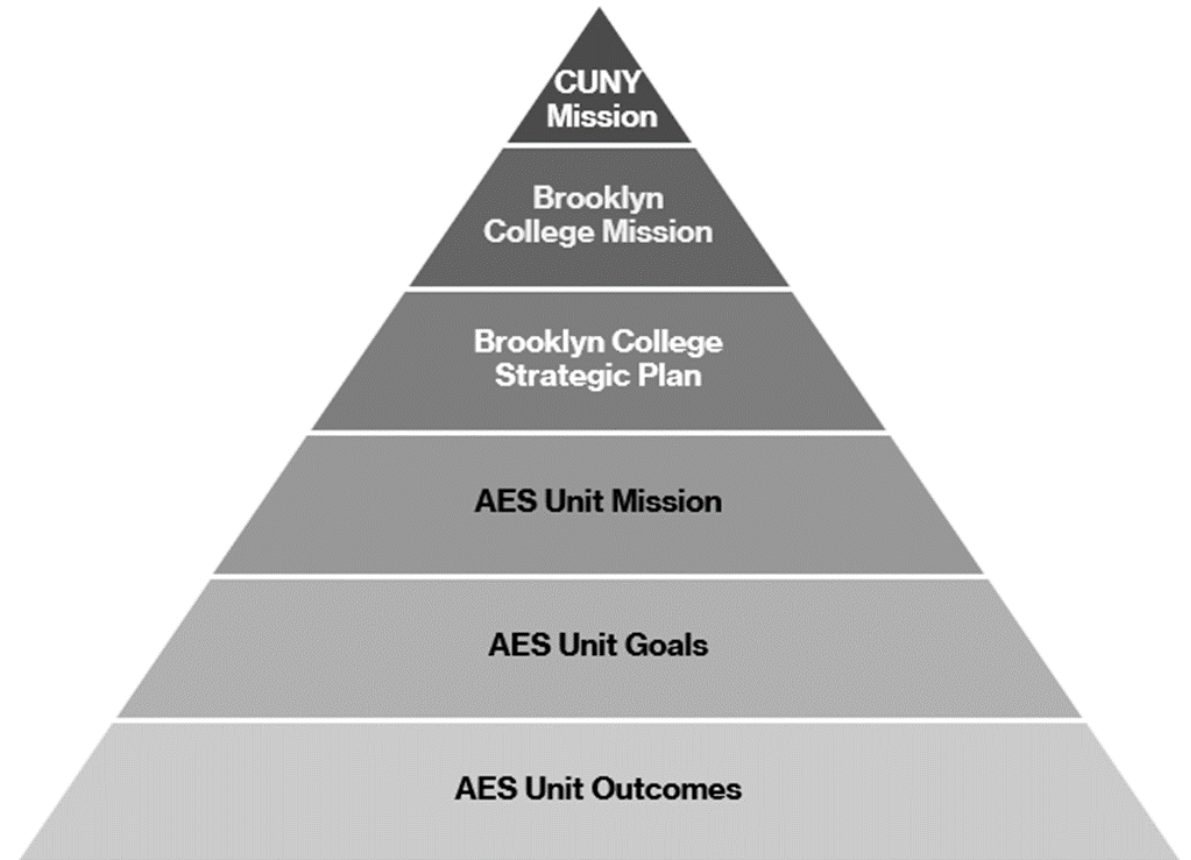 CUNY
Mission
Brooklyn
College Mission
Brooklyn College
Strategic Plan
AES Unit Mission
AES Unit Goals
AES Unit Outcomes